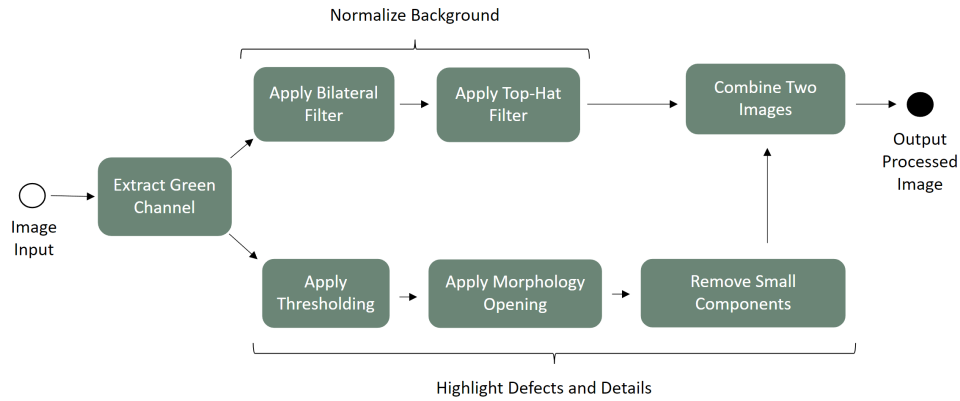 Normalize Background
Apply Bilateral
Filter
Apply Top-Hat
Filter
Combine Two
Images
Output
Processed
Image
Extract Green
Channel
Image
Input
Apply
Thresholding
Apply Morphology
Opening
Remove Small
Components
Highlight Defects and Details